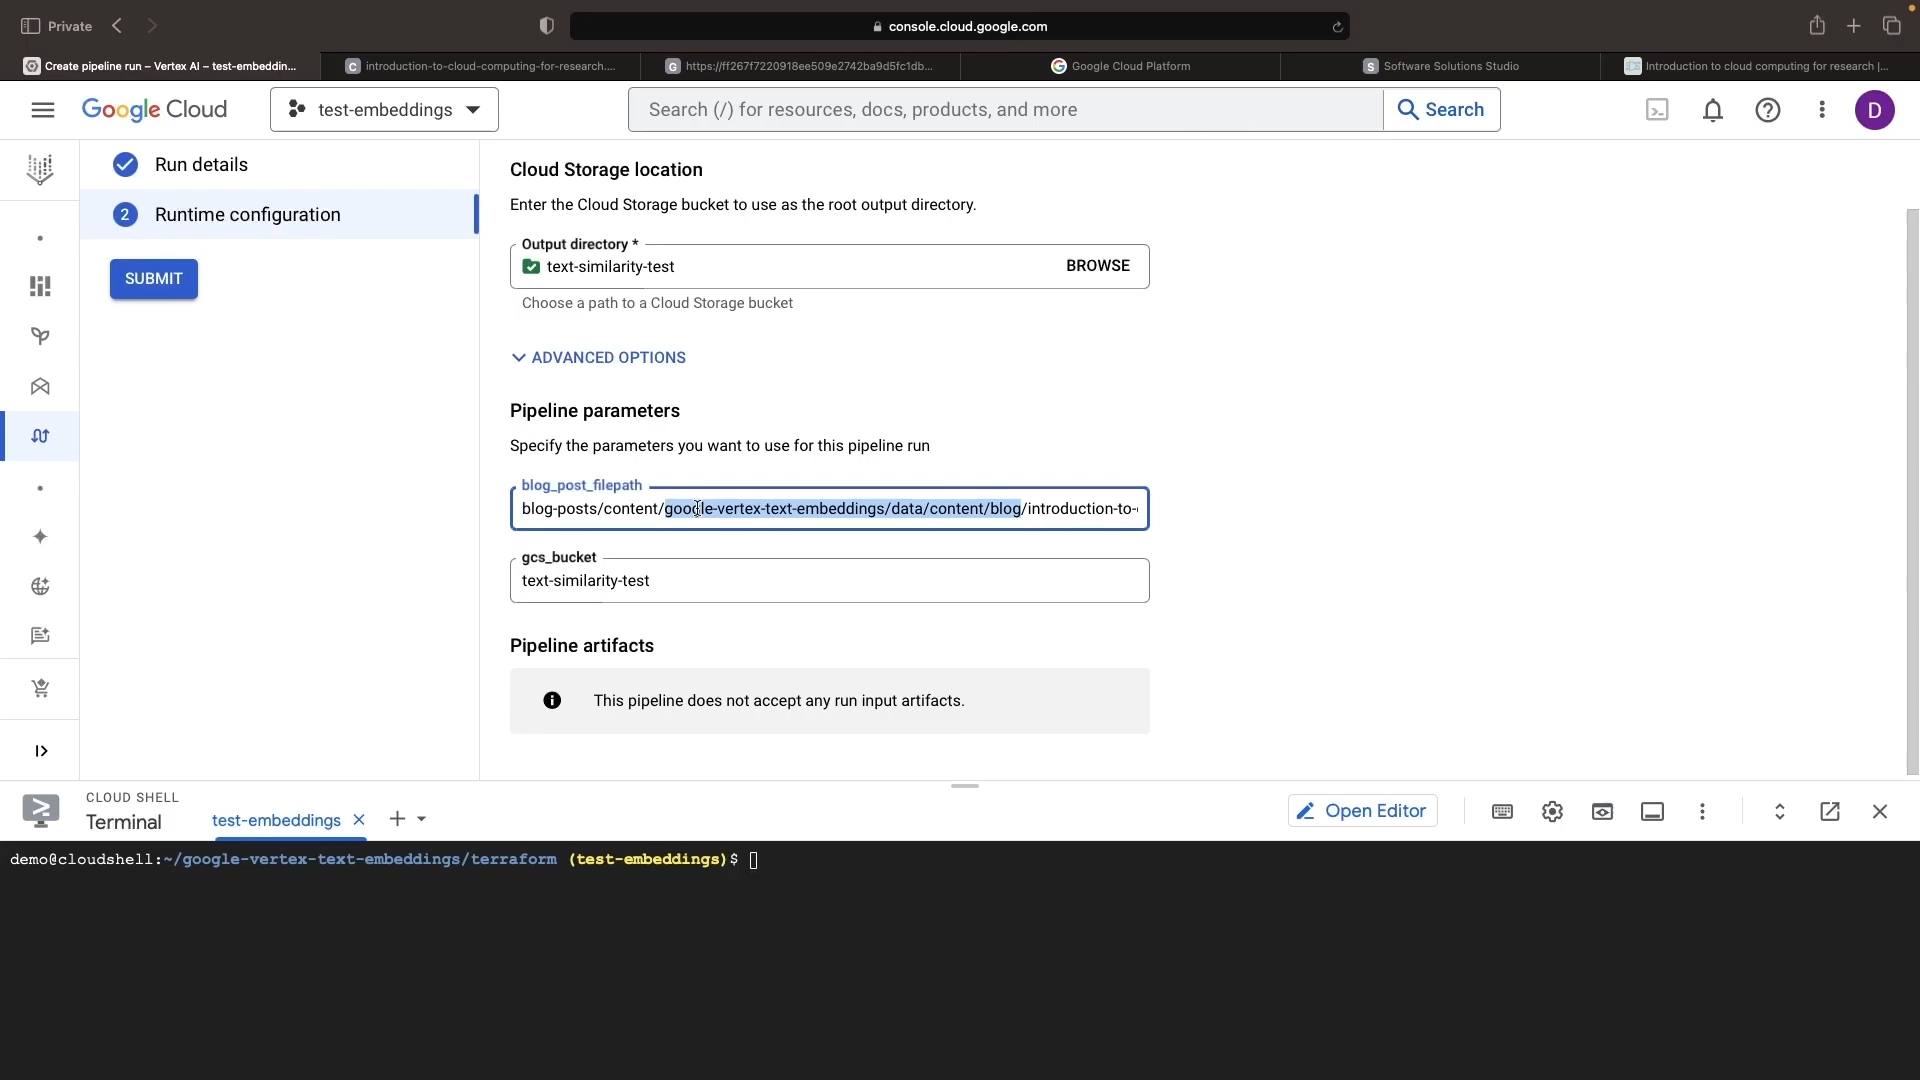 Private
console.cloud.google.com
Create pipeline run – Vertex AI – test-embeddin...
introduction-to-cloud-computing-for-research....
https://ff267f7220918ee509e2742ba9d5fc1db...
Google Cloud Platform
Software Solutions Studio
Introduction to cloud computing for research |...
Google Cloud
test-embeddings
Search (/) for resources, docs, products, and more
Search
D
Run details
2
Runtime configuration
SUBMIT
Cloud Storage location
Enter the Cloud Storage bucket to use as the root output directory.
Output directory *
text-similarity-test
BROWSE
Choose a path to a Cloud Storage bucket
ADVANCED OPTIONS
Pipeline parameters
Specify the parameters you want to use for this pipeline run
blog_post_filepath
blog-posts/content/google-vertex-text-embeddings/data/content/blog/introduction-to-
gcs_bucket
text-similarity-test
Pipeline artifacts
This pipeline does not accept any run input artifacts.
CLOUD SHELL
Terminal
test-embeddings
Open Editor
demo@cloudshell:~/google-vertex-text-embeddings/terraform (test-embeddings)$